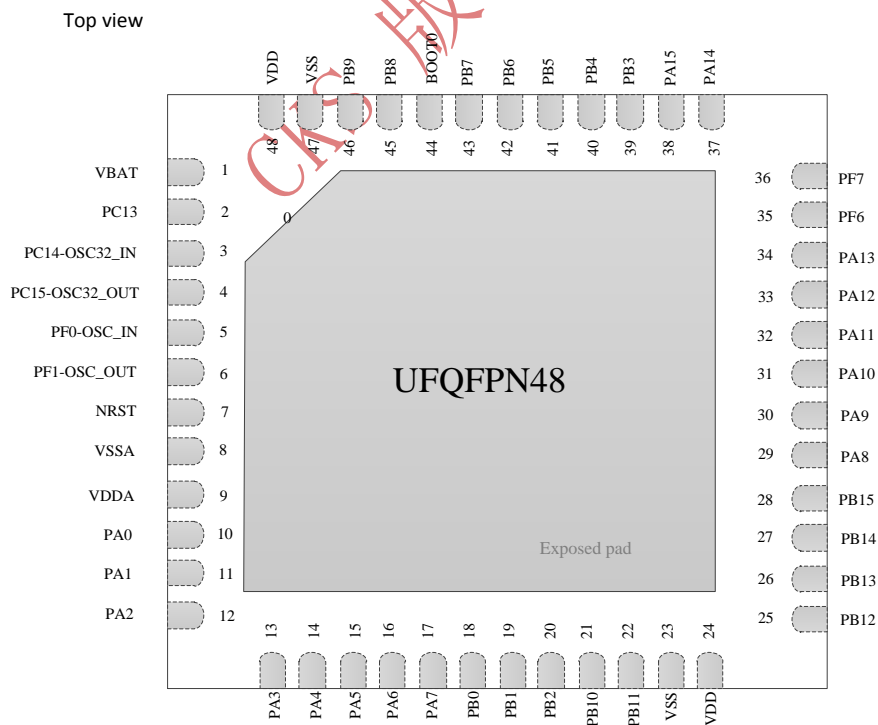 Top view
VDD VSS PB9 PB8 BOOT0 PB7 PB6 PB5 PB4 PB3 PA15 PA14
48 47 46 45 44 43 42 41 40 39 38 37
CKS 版
VBAT 1
PC13 2
PC14-OSC32_IN 3
PC15-OSC32_OUT 4
PF0-OSC_IN 5
PF1-OSC_OUT 6
NRST 7
VSSA 8
VDDA 9
PA0 10
PA1 11
PA2 12
0
UFQFPN48
Exposed pad
36 PF7
35 PF6
34 PA13
33 PA12
32 PA11
31 PA10
30 PA9
29 PA8
28 PB15
27 PB14
26 PB13
25 PB12
13 14 15 16 17 18 19 20 21 22 23 24
PA3 PA4 PA5 PA6 PA7 PB0 PB1 PB2 PB10 PB11 VSS VDD